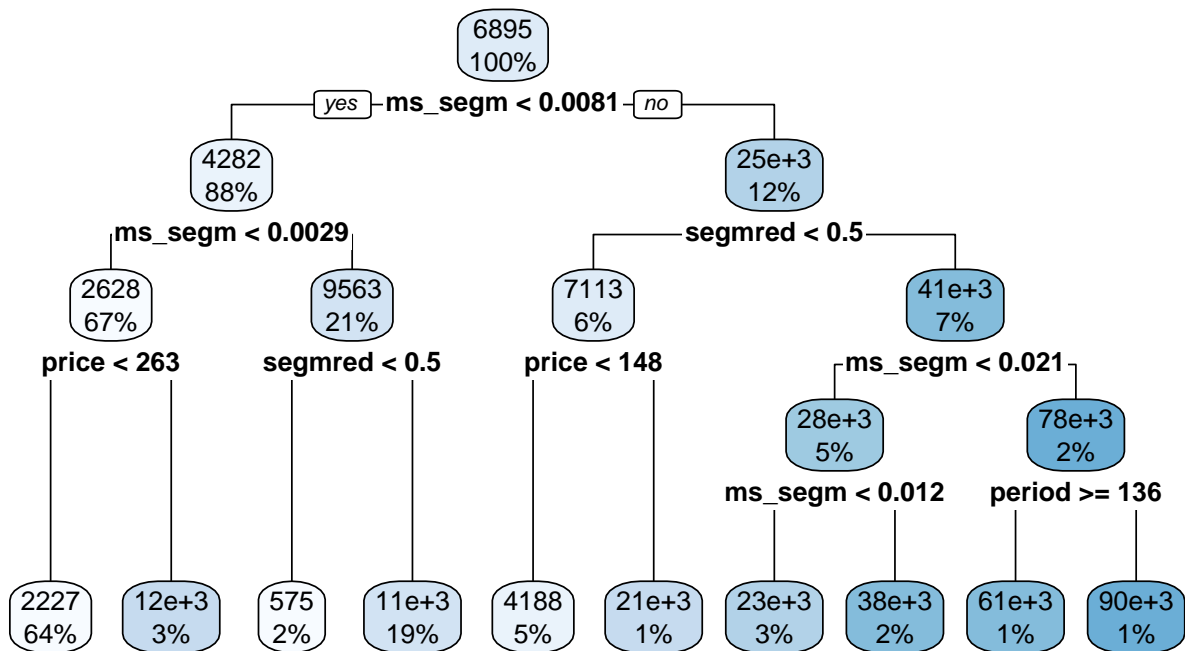 6895
100%
yes ms_segm < 0.0081 no
4282 25e+3
88% 12%
ms_segm < 0.0029 segmred < 0.5
2628 9563 7113 41e+3
67% 21% 6% 7%
price < 263 segmred < 0.5 price < 148 ms_segm < 0.021
28e+3 78e+3
5% 2%
ms_segm < 0.012 period >= 136
2227 12e+3 575 11e+3 4188 21e+3 23e+3 38e+3 61e+3 90e+3
64% 3% 2% 19% 5% 1% 3% 2% 1% 1%